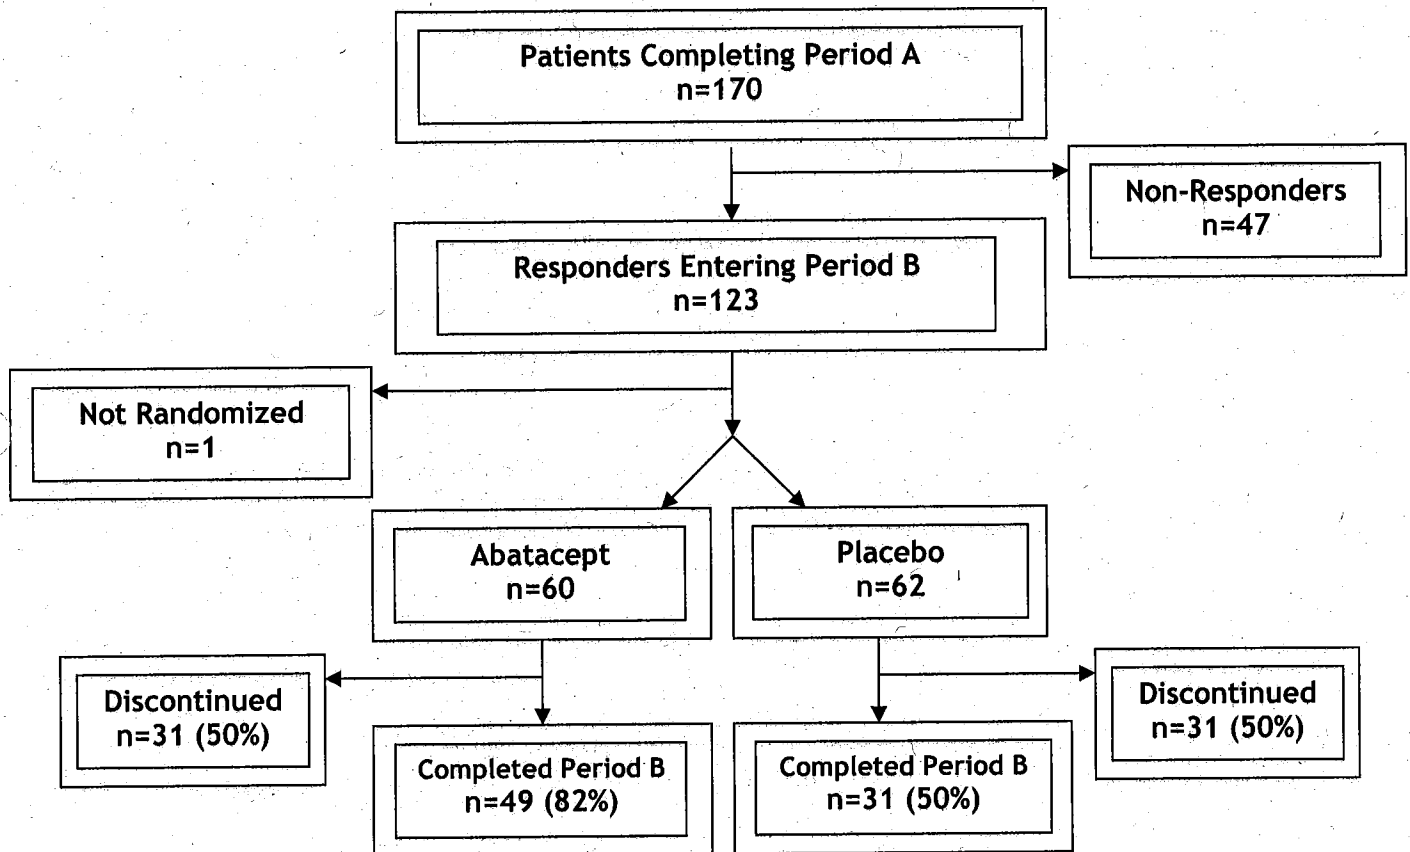 Patients Completing Period A
n=170
Non-Responders
n=47
Responders Entering Period B
n=123
Not Randomized
n=1
Abatacept
n=60
Placebo
n=62
Discontinued
n=31 (50%)
Completed Period B
n=49 (82%)
Completed Period B
n=31 (50%)
Discontinued
n=31 (50%)